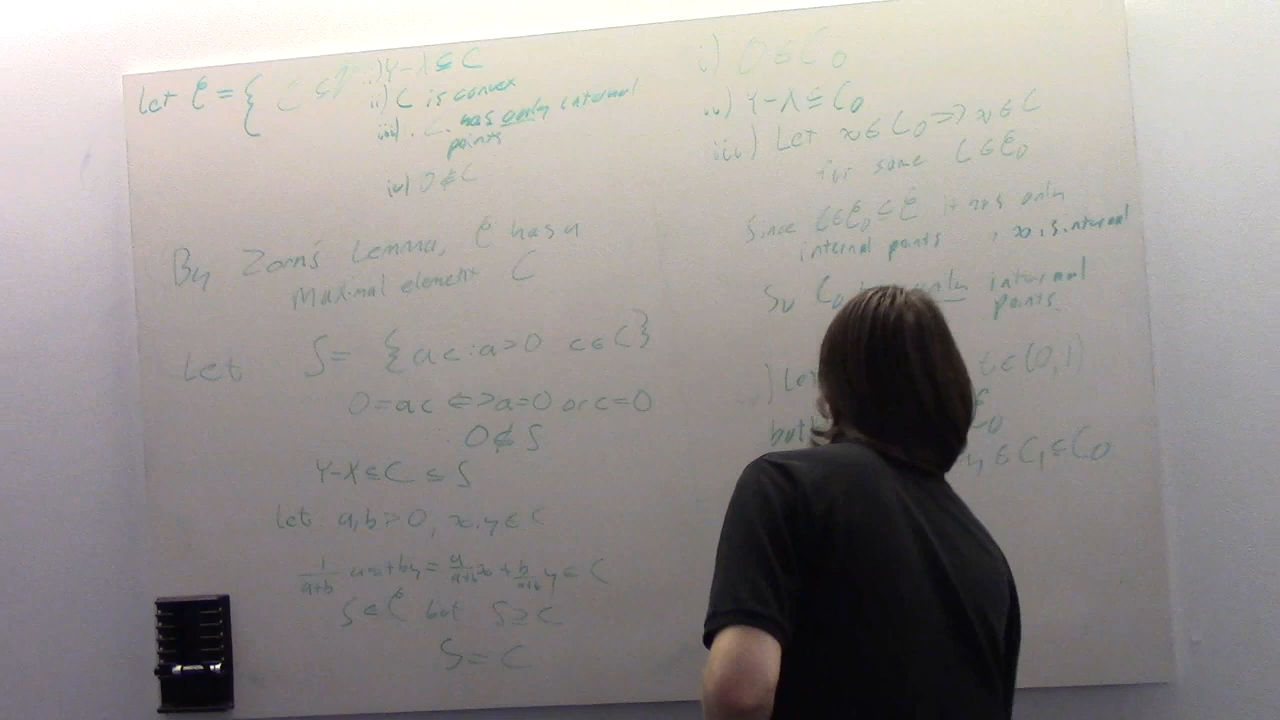 Let C = { C ⊆ V i) Y-X ⊆ C
ii) C is convex
iii) C has only internal
points
iv) 0 ∉ C
By Zorn's Lemma, C has a
Maximal element C
Let S = {ac : a>0 c∈C}
0=ac <=> a=0 or c=0
0 ∉ S
Y-X ⊆ C ⊆ S
Let a,b>0, x,y ∈ C
1/(a+b) ax+by = a/(a+b) x + b/(a+b) y ∈ C
S ∈ C but S ⊇ C
S = C
i) 0 ∉ C₀
ii) Y-X ⊆ C₀
iii) Let x ∈ C₀ => x ∈ C
for some C ∈ C₀
Since C ∈ C₀ ⊆ C it has only
internal points, x is internal
So C₀ only internal
points.
) Le t ∈ (0,1)
bot
y ∈ C₁ ⊆ C₀